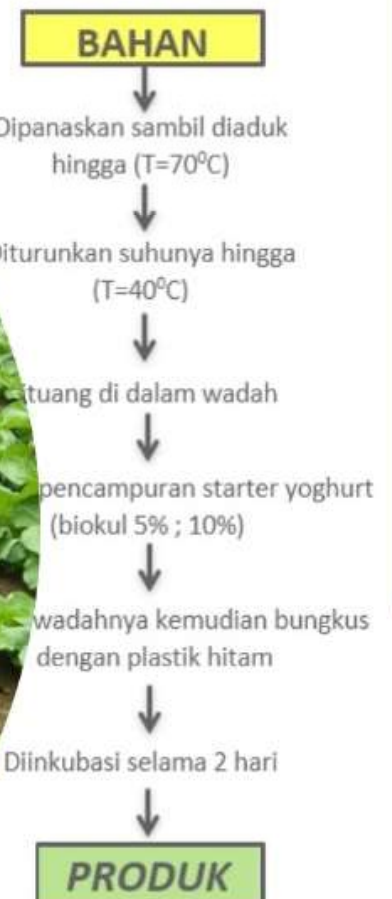 BAHAN
Dipanaskan sambil diaduk
hingga (T=70⁰C)
Diturunkan suhunya hingga
(T=40⁰C)
ituang di dalam wadah
pencampuran starter yoghurt
(biokul 5% ; 10%)
wadahnya kemudian bungkus
dengan plastik hitam
Diinkubasi selama 2 hari
PRODUK